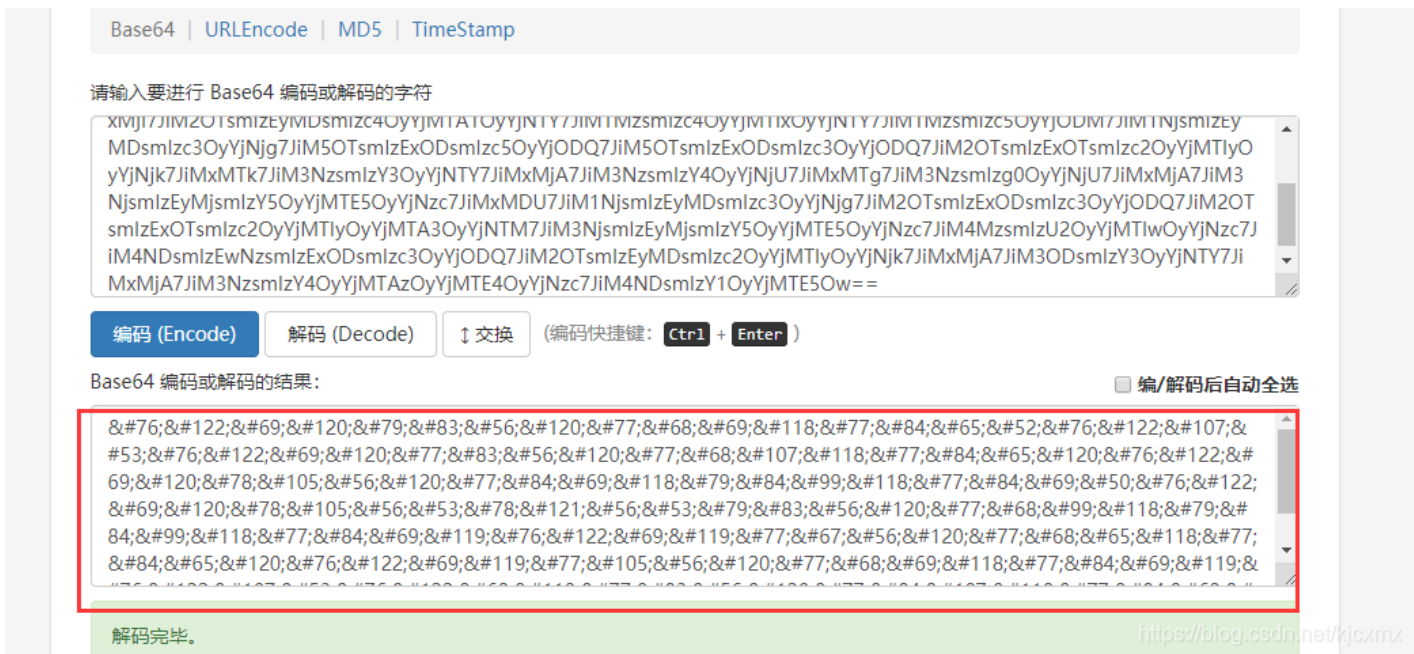 Base64 | URLEncode | MD5 | TimeStamp
请输入要进行 Base64 编码或解码的字符
xMjI7JiM2OTsmIzEyMDsmIzc4OyYjMTA1OyYjNTY7JiM1MzsmIzc4OyYjMTIxOyYjNTY7JiM1MzsmIzc5OyYjODM7JiM1NjsmIzEy
MDsmIzc3OyYjNjg7JiM5OTsmIzExODsmIzc5OyYjODQ7JiM5OTsmIzExODsmIzc3OyYjODQ7JiM2OTsmIzExOTsmIzc2OyYjMTIyO
yYjNjk7JiMxMTk7JiM3NzsmIzY3OyYjNTY7JiMxMjA7JiM3NzsmIzY4OyYjNjU7JiMxMTg7JiM3NzsmIzg0OyYjNjU7JiMxMjA7JiM3
NjsmIzEyMjsmIzY5OyYjMTE5OyYjNzc7JiMxMDU7JiM1NjsmIzEyMDsmIzc3OyYjNjg7JiM2OTsmIzExODsmIzc3OyYjODQ7JiM2OT
smIzExOTsmIzc2OyYjMTIyOyYjMTA3OyYjNTM7JiM3NjsmIzEyMjsmIzY5OyYjMTE5OyYjNzc7JiM4MzsmIzU2OyYjMTIwOyYjNzc7J
iM4NDsmIzEwNzsmIzExODsmIzc3OyYjODQ7JiM2OTsmIzEyMDsmIzc2OyYjMTIyOyYjNjk7JiMxMjA7JiM3ODsmIzY3OyYjNTY7Ji
MxMjA7JiM3NzsmIzY4OyYjMTAzOyYjMTE4OyYjNzc7JiM4NDsmIzY1OyYjMTE5Ow==
编码 (Encode) 解码 (Decode) ↕ 交换 (编码快捷键： Ctrl + Enter )
Base64 编码或解码的结果： 编/解码后自动全选
&#76;&#122;&#69;&#120;&#79;&#83;&#56;&#120;&#77;&#68;&#69;&#118;&#77;&#84;&#65;&#52;&#76;&#122;&#107;&
#53;&#76;&#122;&#69;&#120;&#77;&#83;&#56;&#120;&#77;&#68;&#107;&#118;&#77;&#84;&#65;&#120;&#76;&#122;&#
69;&#120;&#78;&#105;&#56;&#120;&#77;&#84;&#69;&#118;&#79;&#84;&#99;&#118;&#77;&#84;&#69;&#50;&#76;&#122;
&#69;&#120;&#78;&#105;&#56;&#53;&#78;&#121;&#56;&#53;&#79;&#83;&#56;&#120;&#77;&#68;&#99;&#118;&#79;&#
84;&#99;&#118;&#77;&#84;&#69;&#119;&#76;&#122;&#69;&#119;&#77;&#67;&#56;&#120;&#77;&#68;&#65;&#118;&#77;
&#84;&#65;&#120;&#76;&#122;&#69;&#119;&#77;&#105;&#56;&#120;&#77;&#68;&#69;&#118;&#77;&#84;&#69;&#119;&
解码完毕。
https://blog.csdn.net/kjcxmx